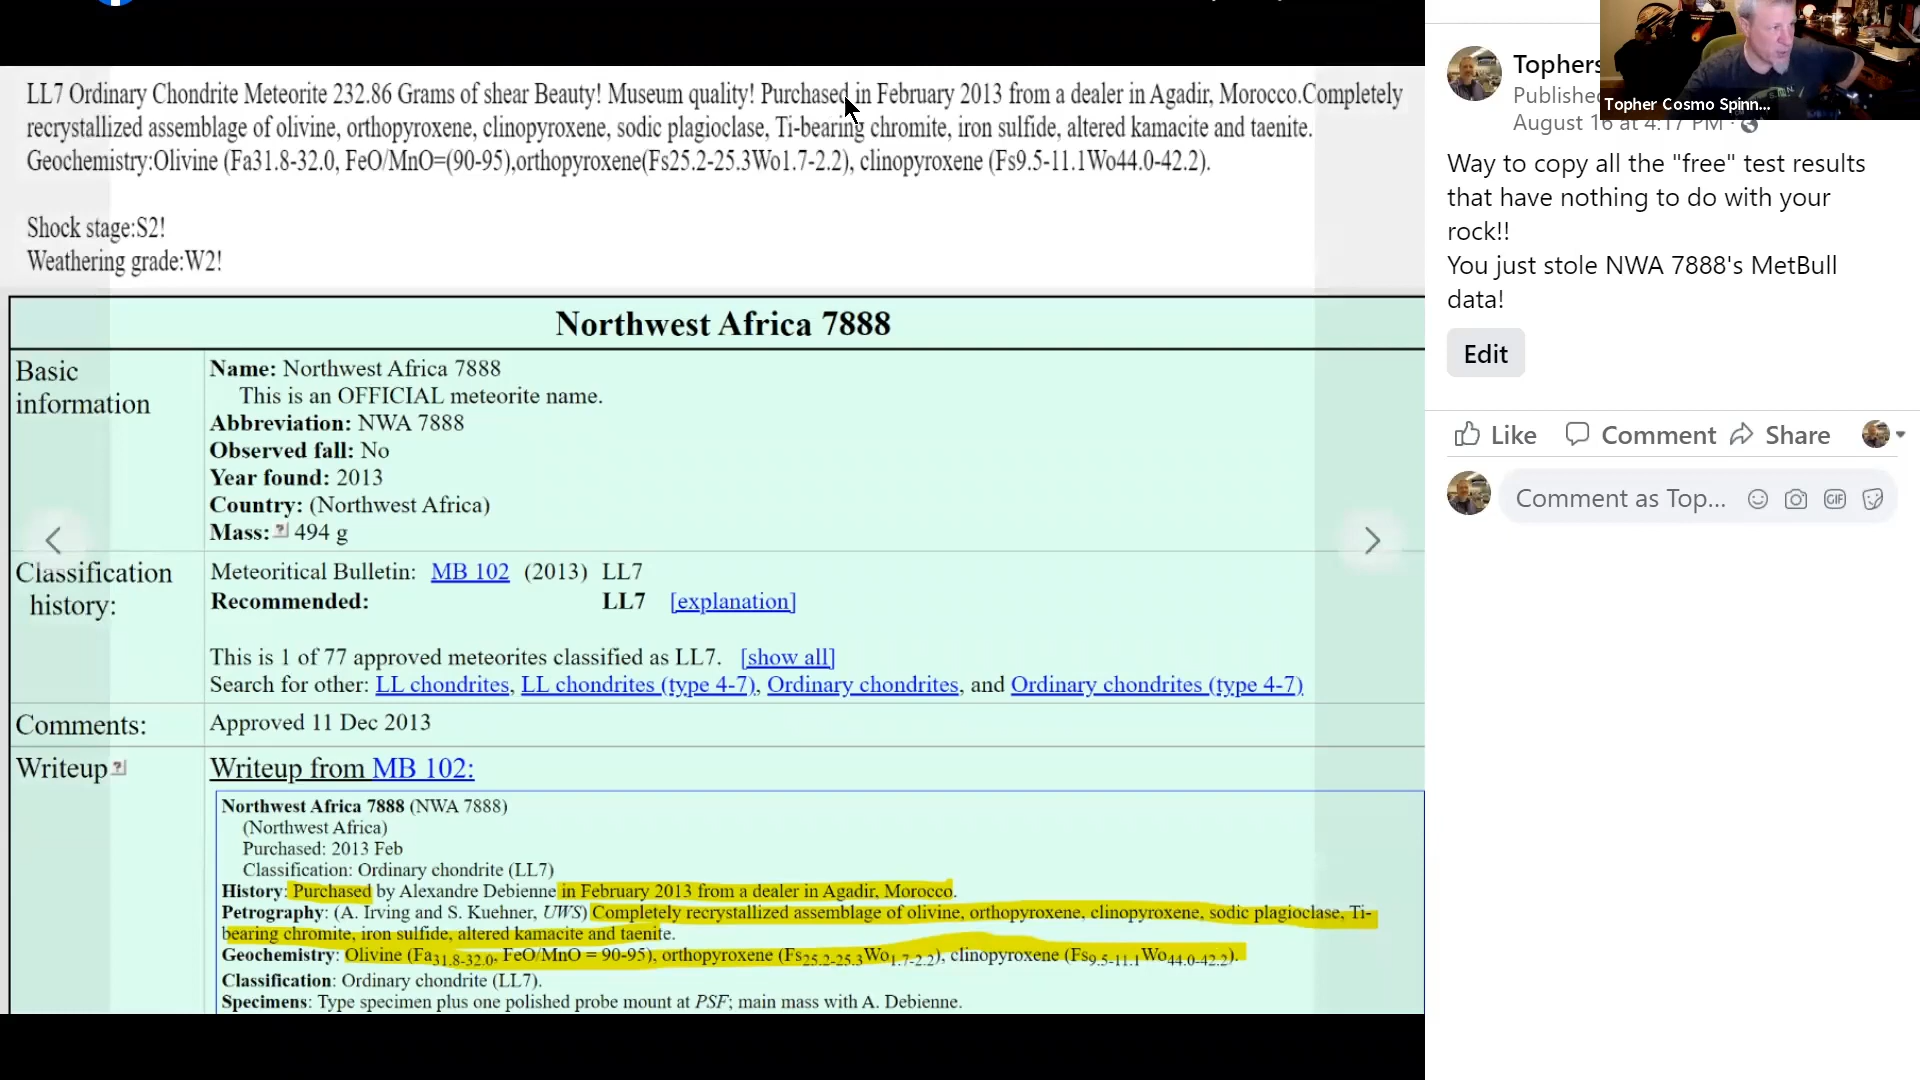 LL7 Ordinary Chondrite Meteorite 232.86 Grams of shear Beauty! Museum quality! Purchased in February 2013 from a dealer in Agadir, Morocco.Completely
recrystallized assemblage of olivine, orthopyroxene, clinopyroxene, sodic plagioclase, Ti-bearing chromite, iron sulfide, altered kamacite and taenite.
Geochemistry:Olivine (Fa31.8-32.0, FeO/MnO=(90-95),orthopyroxene(Fs25.2-25.3Wo1.7-2.2), clinopyroxene (Fs9.5-11.1Wo44.0-42.2).
Shock stage:S2!
Weathering grade:W2!
Northwest Africa 7888
Basic
information
Name: Northwest Africa 7888
This is an OFFICIAL meteorite name.
Abbreviation: NWA 7888
Observed fall: No
Year found: 2013
Country: (Northwest Africa)
Mass: ? 494 g
Classification
history:
Meteoritical Bulletin: MB 102 (2013) LL7
Recommended: LL7 [explanation]
This is 1 of 77 approved meteorites classified as LL7. [show all]
Search for other: LL chondrites, LL chondrites (type 4-7), Ordinary chondrites, and Ordinary chondrites (type 4-7)
Comments: Approved 11 Dec 2013
Writeup ?
Writeup from MB 102:
Northwest Africa 7888 (NWA 7888)
(Northwest Africa)
Purchased: 2013 Feb
Classification: Ordinary chondrite (LL7)
History: Purchased by Alexandre Debienne in February 2013 from a dealer in Agadir, Morocco.
Petrography: (A. Irving and S. Kuehner, UWS) Completely recrystallized assemblage of olivine, orthopyroxene, clinopyroxene, sodic plagioclase, Ti-
bearing chromite, iron sulfide, altered kamacite and taenite.
Geochemistry: Olivine (Fa31.8-32.0, FeO/MnO = 90-95), orthopyroxene (Fs25.2-25.3Wo1.7-2.2), clinopyroxene (Fs9.5-11.1Wo44.0-42.2).
Classification: Ordinary chondrite (LL7).
Specimens: Type specimen plus one polished probe mount at PSF; main mass with A. Debienne.
Tophers
Publishe
August 16 at 4:17 PM ·
Topher Cosmo Spinn...
Way to copy all the "free" test results
that have nothing to do with your
rock!!
You just stole NWA 7888's MetBull
data!
Edit
Like Comment Share
Comment as Top... GIF